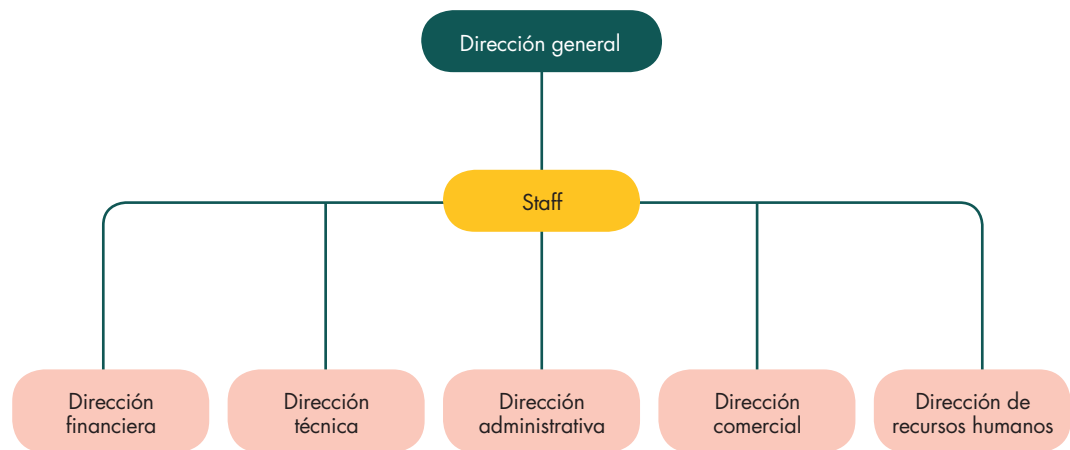 Dirección general
Staff
Dirección
financiera
Dirección
técnica
Dirección
administrativa
Dirección
comercial
Dirección de
recursos humanos